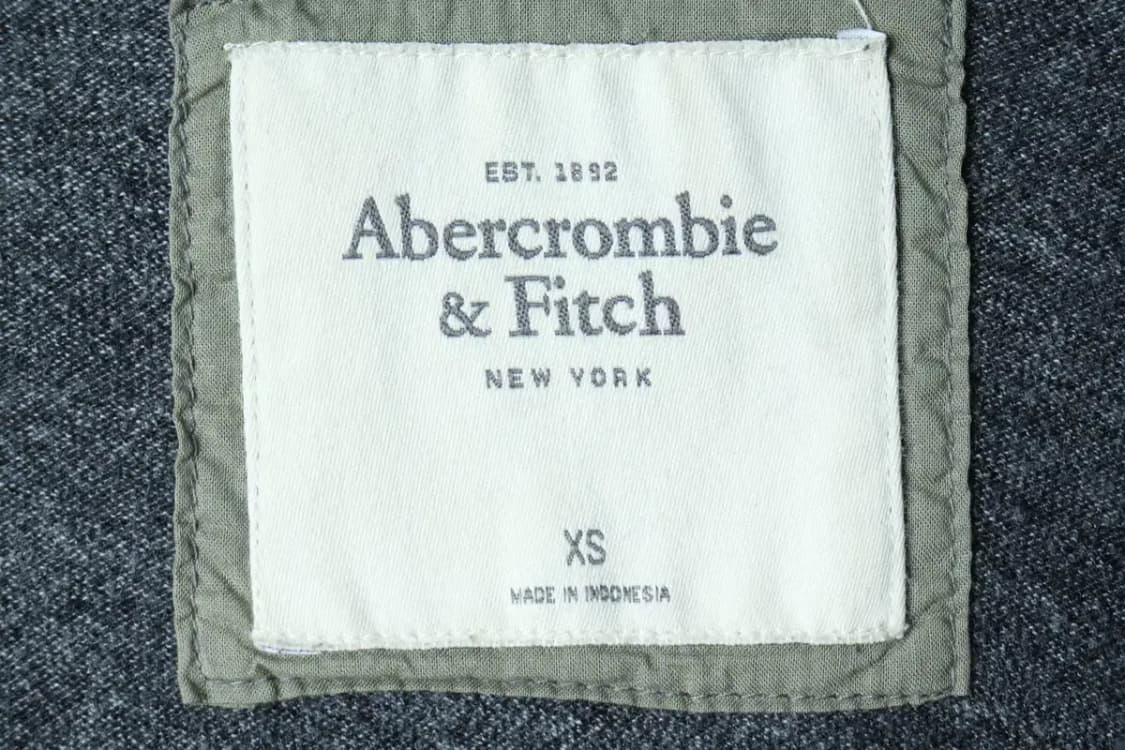 EST. 1892
Abercrombie
& Fitch
NEW YORK
XS
MADE IN INDONESIA